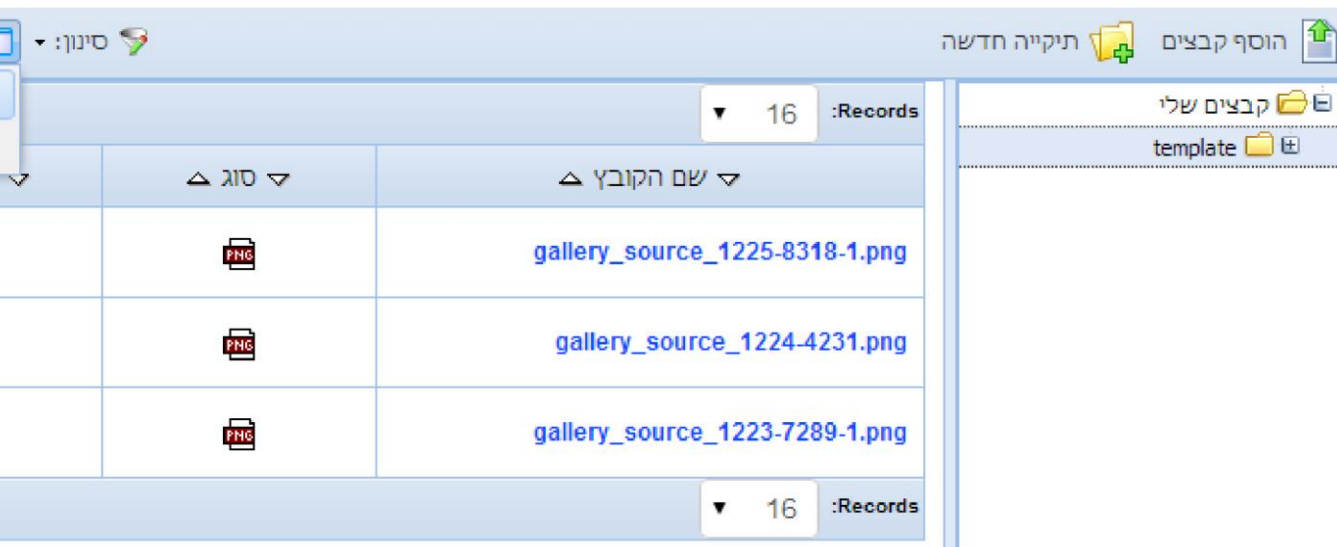 הוסף קבצים תיקייה חדשה סינון:
קבצים שלי
template
Records: 16
שם הקובץ סוג
gallery_source_1225-8318-1.png PNG
gallery_source_1224-4231.png PNG
gallery_source_1223-7289-1.png PNG
Records: 16